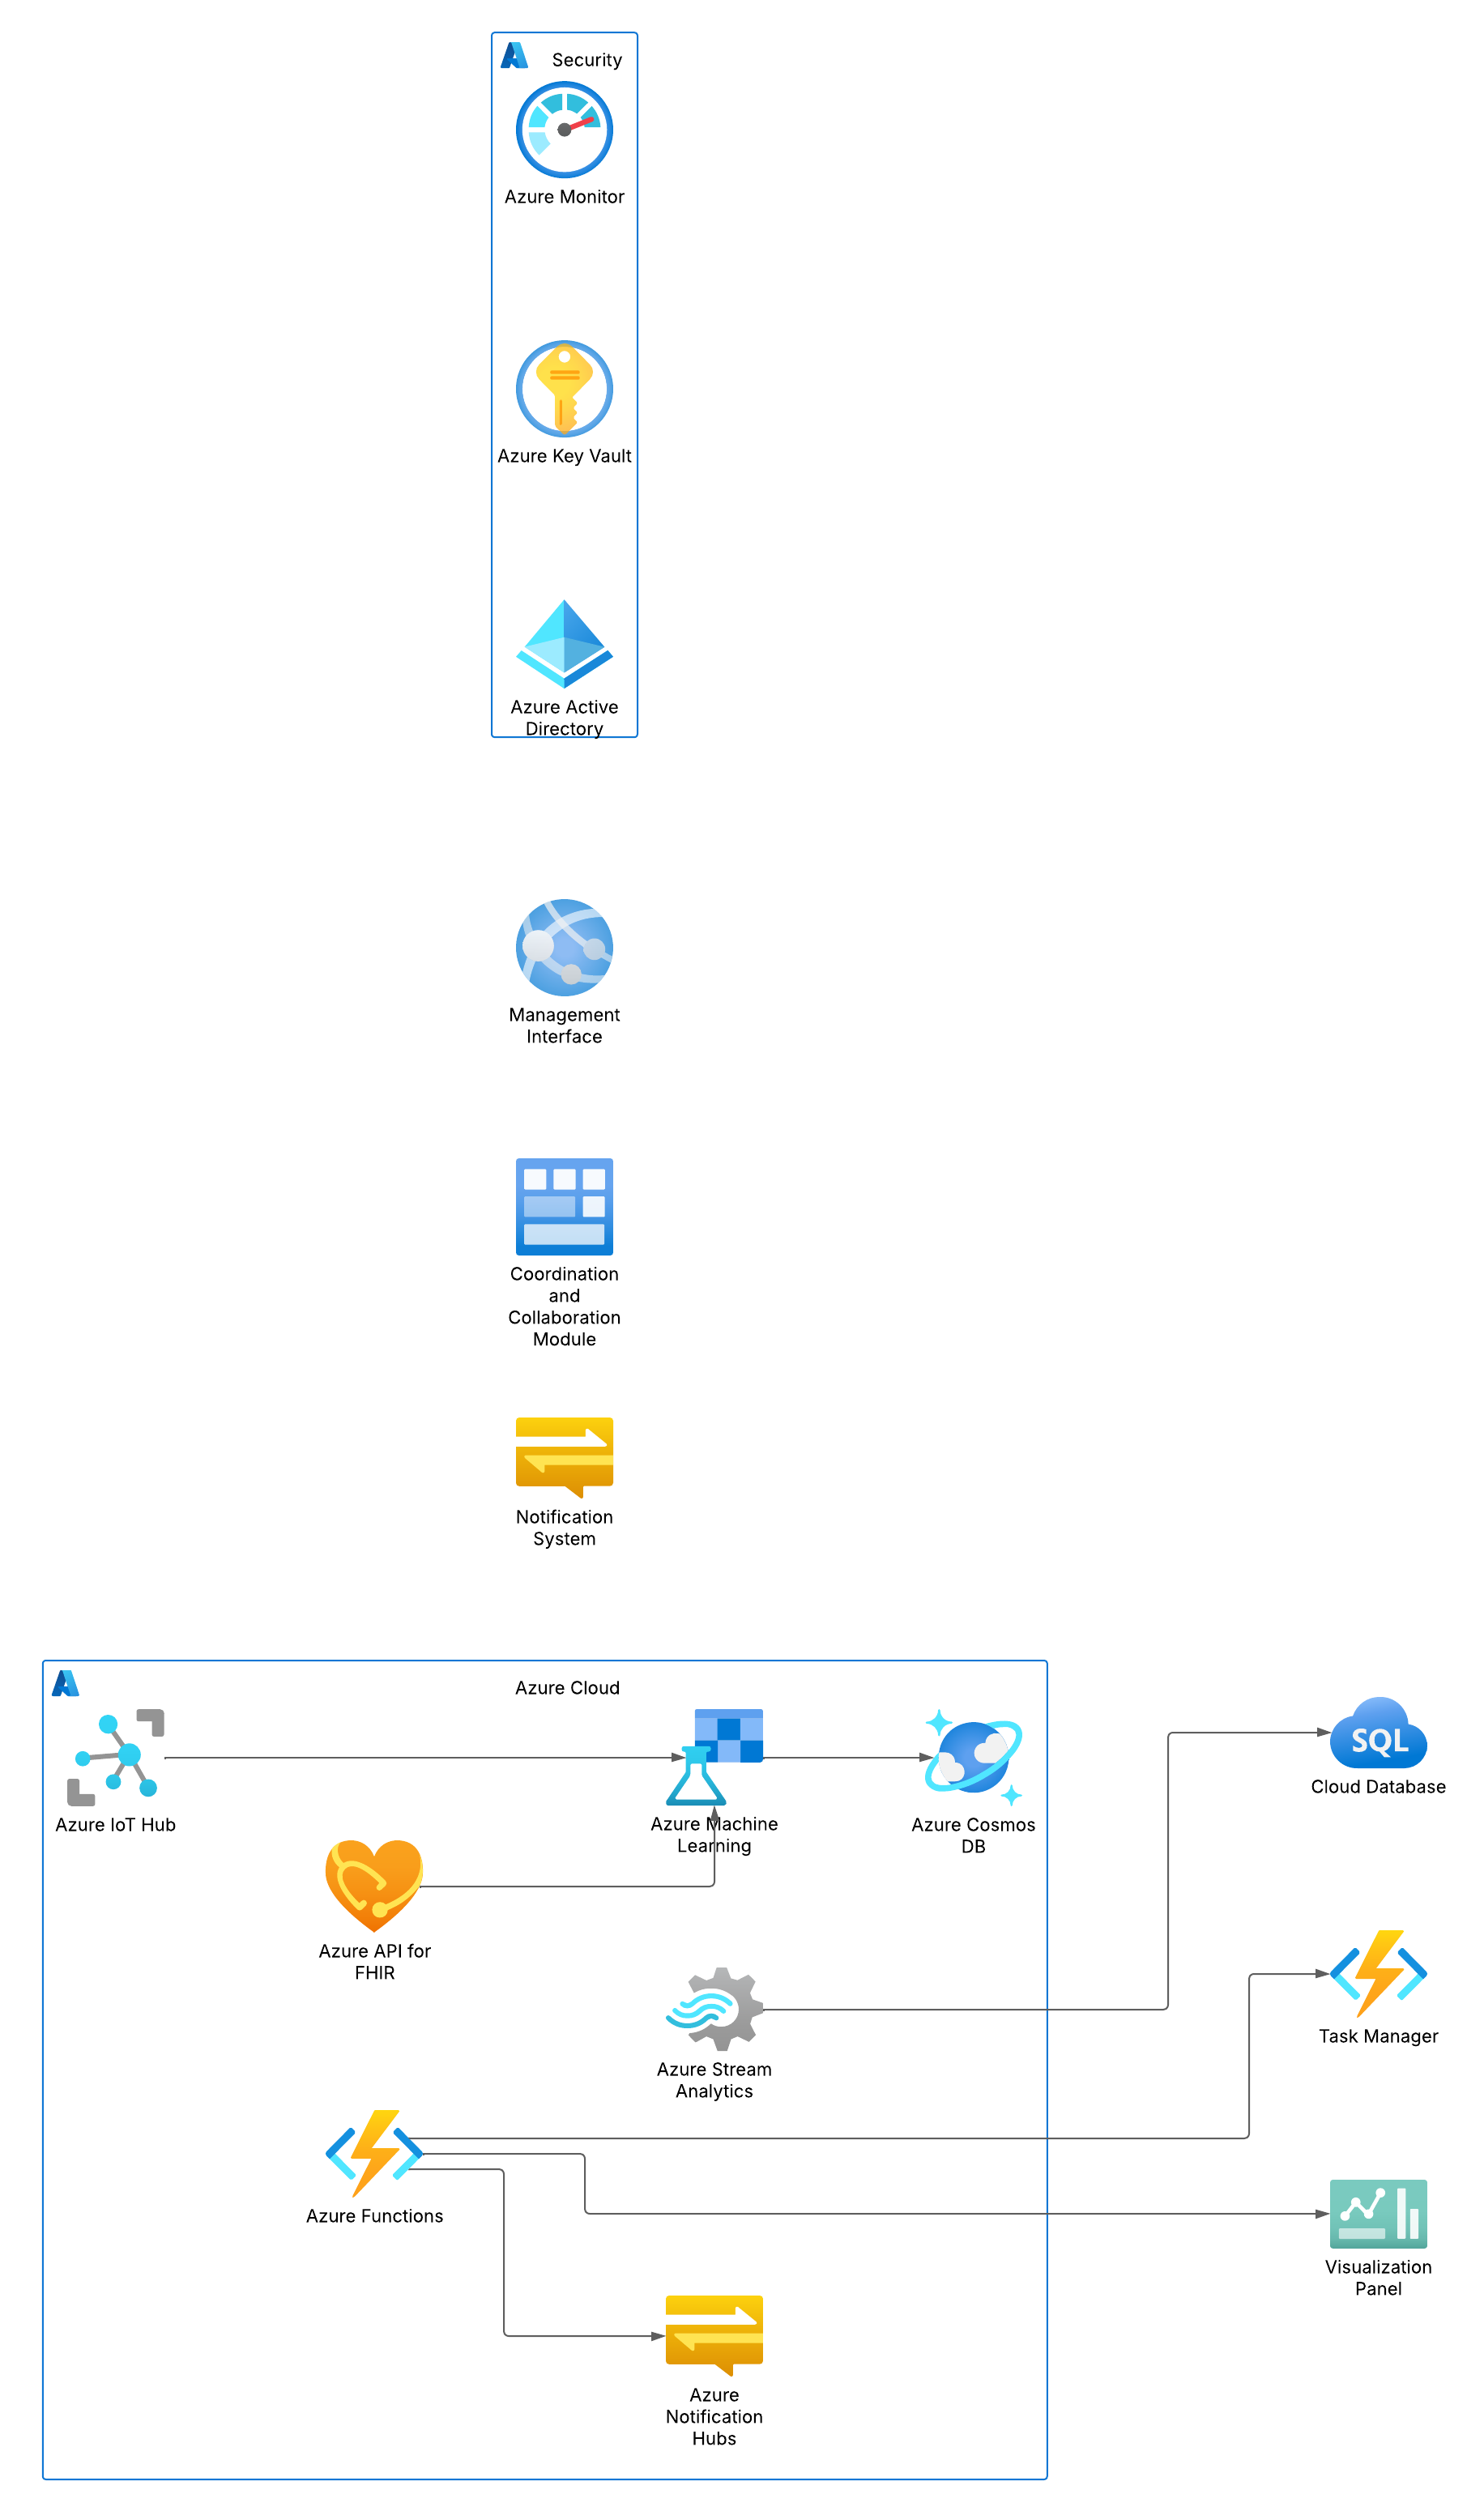 Security
Azure Monitor
Azure Key Vault
Azure Active
Directory
Management
Interface
Coordination
and
Collaboration
Module
Notification
System
Azure Cloud
Azure IoT Hub
Azure Machine
Learning
Azure Cosmos
DB
SQL
Cloud Database
Azure API for
FHIR
Azure Stream
Analytics
Task Manager
Azure Functions
Visualization
Panel
Azure
Notification
Hubs